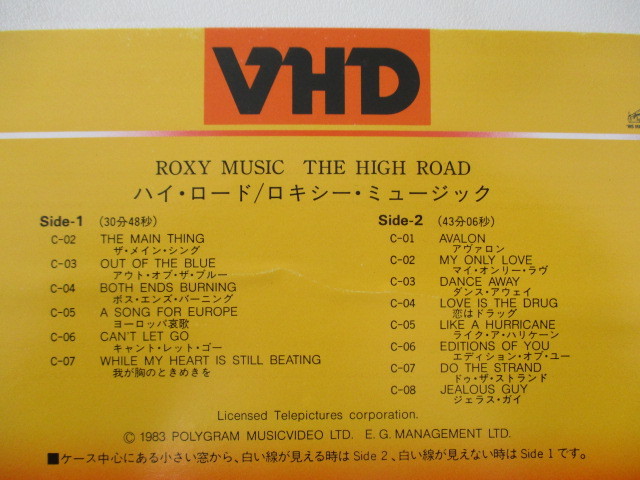 VHD
ROXY MUSIC THE HIGH ROAD
ハイ・ロード/ロキシー・ミュージック
Side-1 (30分48秒)
C-02 THE MAIN THING
ザ・メイン・シング
C-03 OUT OF THE BLUE
アウト・オブ・ザ・ブルー
C-04 BOTH ENDS BURNING
ボス・エンズ・バーニング
C-05 A SONG FOR EUROPE
ヨーロッパ哀歌
C-06 CAN'T LET GO
キャント・レット・ゴー
C-07 WHILE MY HEART IS STILL BEATING
我が胸のときめきを
Side-2 (43分06秒)
C-01 AVALON
アヴァロン
C-02 MY ONLY LOVE
マイ・オンリー・ラヴ
C-03 DANCE AWAY
ダンス・アウェイ
C-04 LOVE IS THE DRUG
恋はドラッグ
C-05 LIKE A HURRICANE
ライク・ア・ハリケーン
C-06 EDITIONS OF YOU
エディション・オブ・ユー
C-07 DO THE STRAND
ドゥ・ザ・ストランド
C-08 JEALOUS GUY
ジェラス・ガイ
Licensed Telepictures corporation.
© 1983 POLYGRAM MUSICVIDEO LTD. E. G. MANAGEMENT LTD.
■ケース中心にある小さい窓から、白い線が見える時はSide 2、白い線が見えない時はSide 1です。